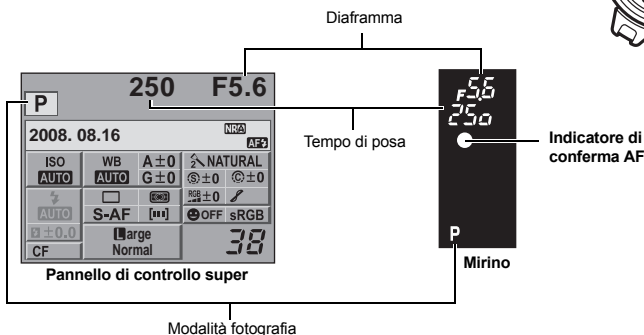 Diaframma
250 F5.6
P
2008. 08.16
NR
AF
ISO WB A±0 NATURAL
AUTO AUTO G±0 S±0 C±0
RGB±0
AUTO S-AF OFF sRGB
±0.0 Large
CF Normal 38
Pannello di controllo super
Tempo di posa
F5.6
250
Indicatore di
conferma AF
P
Mirino
Modalità fotografia